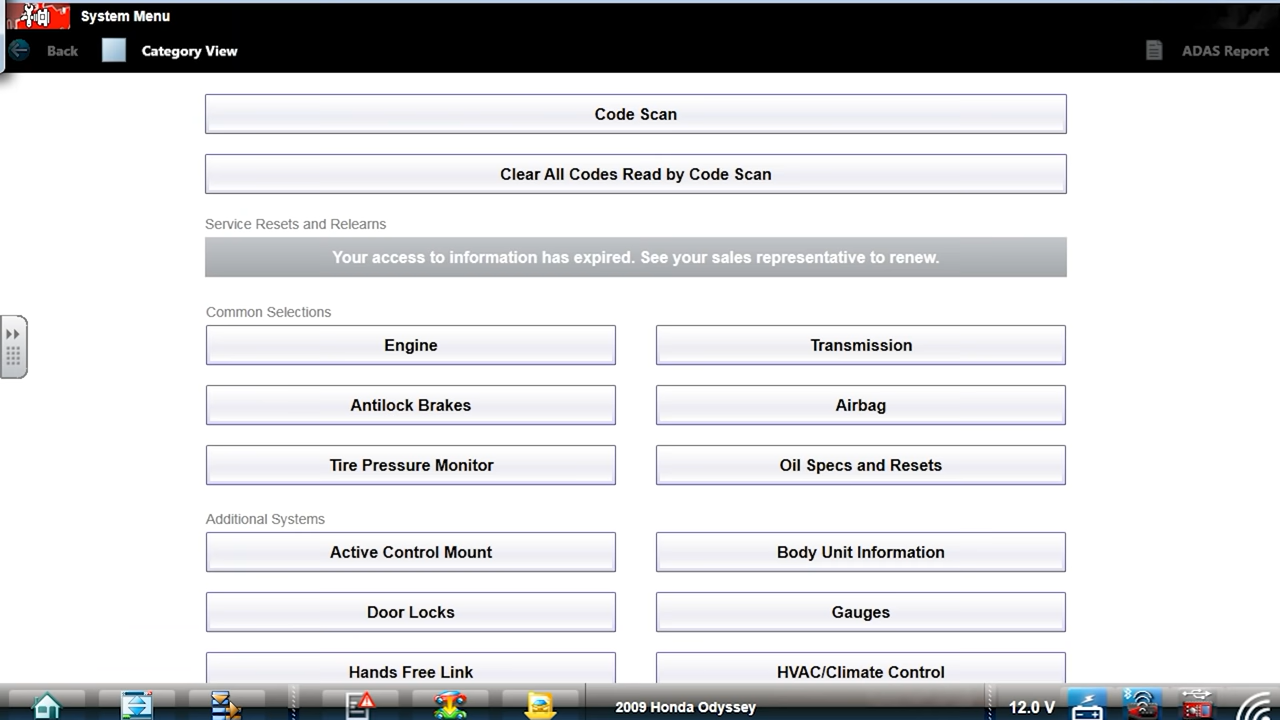 System Menu
Back
Category View
ADAS Report
Code Scan
Clear All Codes Read by Code Scan
Service Resets and Relearns
Your access to information has expired. See your sales representative to renew.
Common Selections
Engine
Transmission
Antilock Brakes
Airbag
Tire Pressure Monitor
Oil Specs and Resets
Additional Systems
Active Control Mount
Body Unit Information
Door Locks
Gauges
Hands Free Link
HVAC/Climate Control
2009 Honda Odyssey
12.0 V